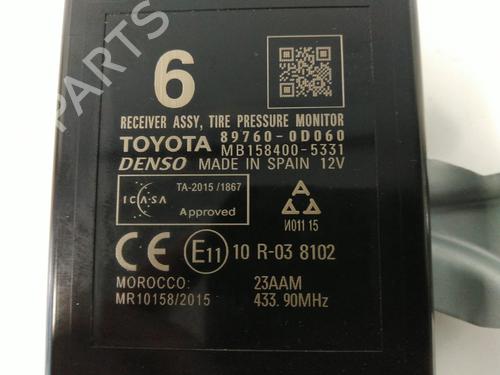 PARTS
6
RECEIVER ASSY, TIRE PRESSURE MONITOR
TOYOTA 89760-0D060
DENSO MB158400-5331
MADE IN SPAIN 12V
TA-2015/1867
ICASA Approved
И011 15
CE E11 10 R-03 8102
MOROCCO: 23AAM
MR10158/2015 433.90MHz